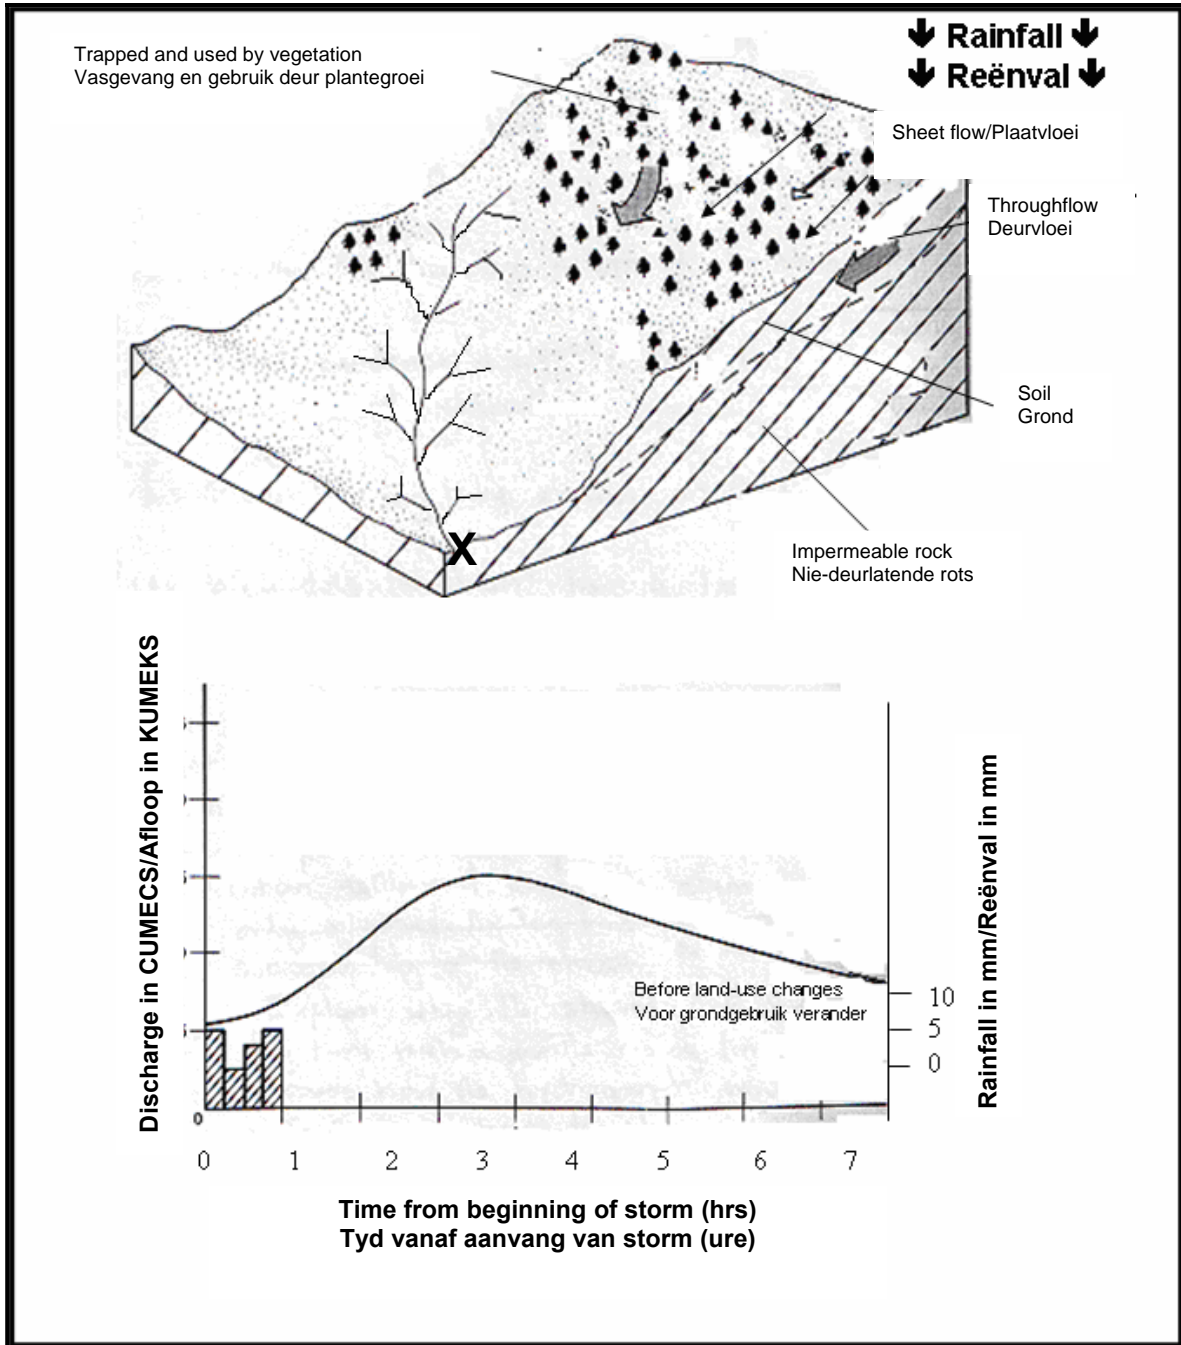 Trapped and used by vegetation
Vasgevang en gebruik deur plantegroei
Rainfall
Reënval
Sheet flow/Plaatvloei
Throughflow
Deurvloei
Soil
Grond
X
Impermeable rock
Nie-deurlatende rots
Discharge in CUMECS/Afloop in KUMEKS
Before land-use changes
Voor grondgebruik verander
10
5
0
Rainfall in mm/Reënval in mm
0
0 1 2 3 4 5 6 7
Time from beginning of storm (hrs)
Tyd vanaf aanvang van storm (ure)